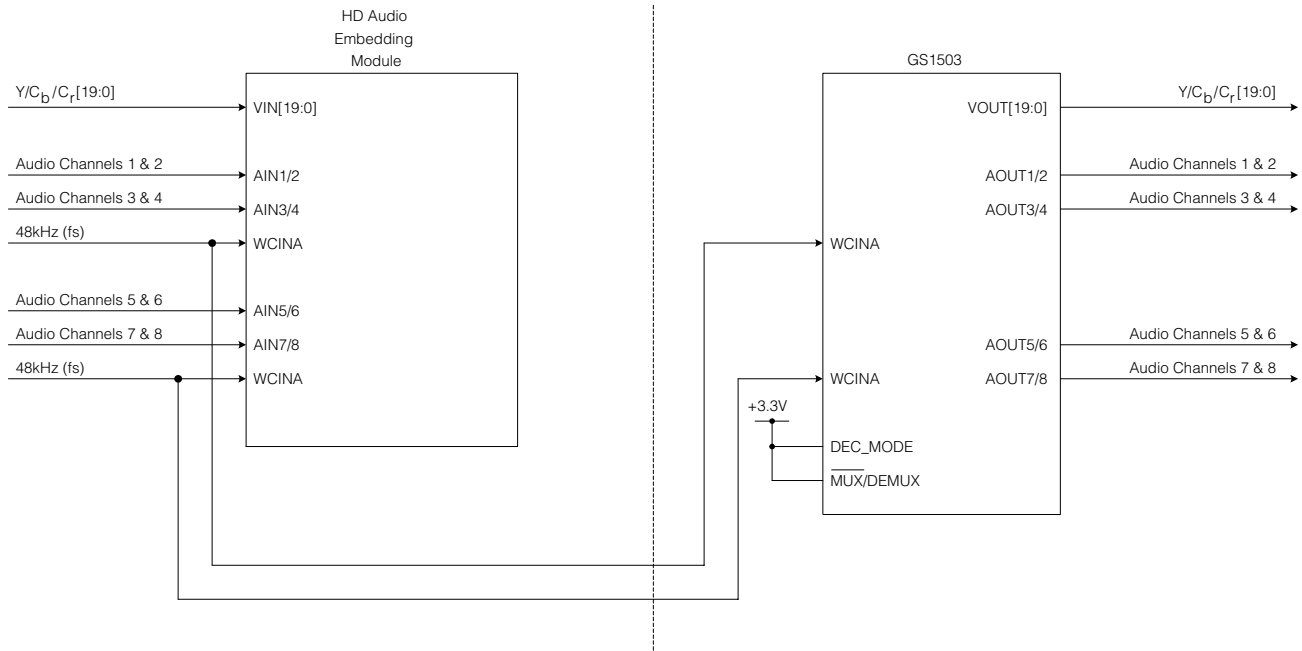 HD Audio
Embedding
Module
Y/Cb/Cr[19:0]
VIN[19:0]
Audio Channels 1 & 2
AIN1/2
Audio Channels 3 & 4
AIN3/4
48kHz (fs)
WCINA
Audio Channels 5 & 6
AIN5/6
Audio Channels 7 & 8
AIN7/8
48kHz (fs)
WCINA
GS1503
VOUT[19:0]
Y/Cb/Cr[19:0]
AOUT1/2
Audio Channels 1 & 2
AOUT3/4
Audio Channels 3 & 4
WCINA
AOUT5/6
Audio Channels 5 & 6
WCINA
AOUT7/8
Audio Channels 7 & 8
+3.3V
DEC_MODE
MUX/DEMUX